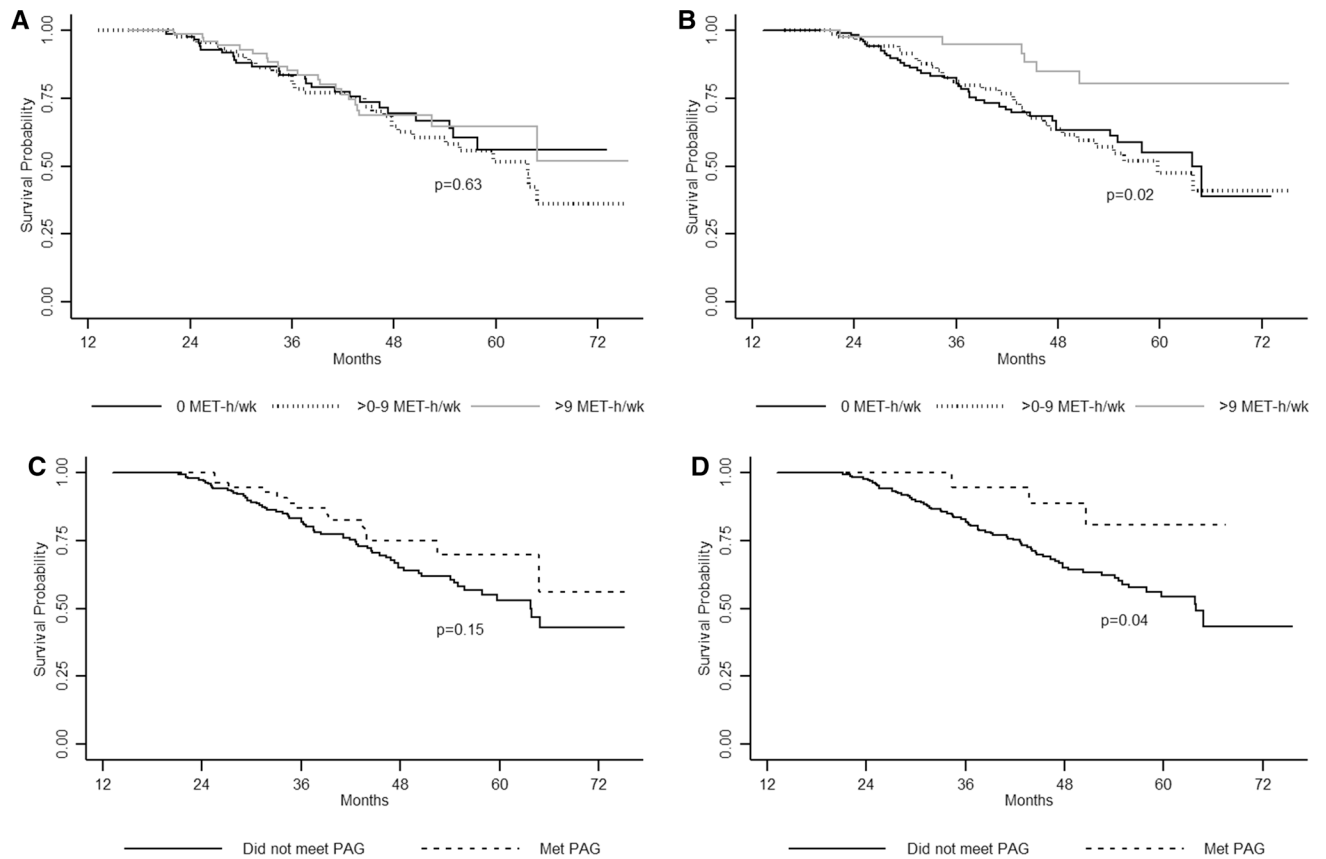 A
B
Survival Probability
0.00 0.25 0.50 0.75 1.00
p=0.63
12 24 36 48 60 72
Months
0 MET-h/wk >0-9 MET-h/wk >9 MET-h/wk
Survival Probability
0.00 0.25 0.50 0.75 1.00
p=0.02
12 24 36 48 60 72
Months
0 MET-h/wk >0-9 MET-h/wk >9 MET-h/wk
C
D
Survival Probability
0.00 0.25 0.50 0.75 1.00
p=0.15
12 24 36 48 60 72
Months
Did not meet PAG Met PAG
Survival Probability
0.00 0.25 0.50 0.75 1.00
p=0.04
12 24 36 48 60 72
Months
Did not meet PAG Met PAG